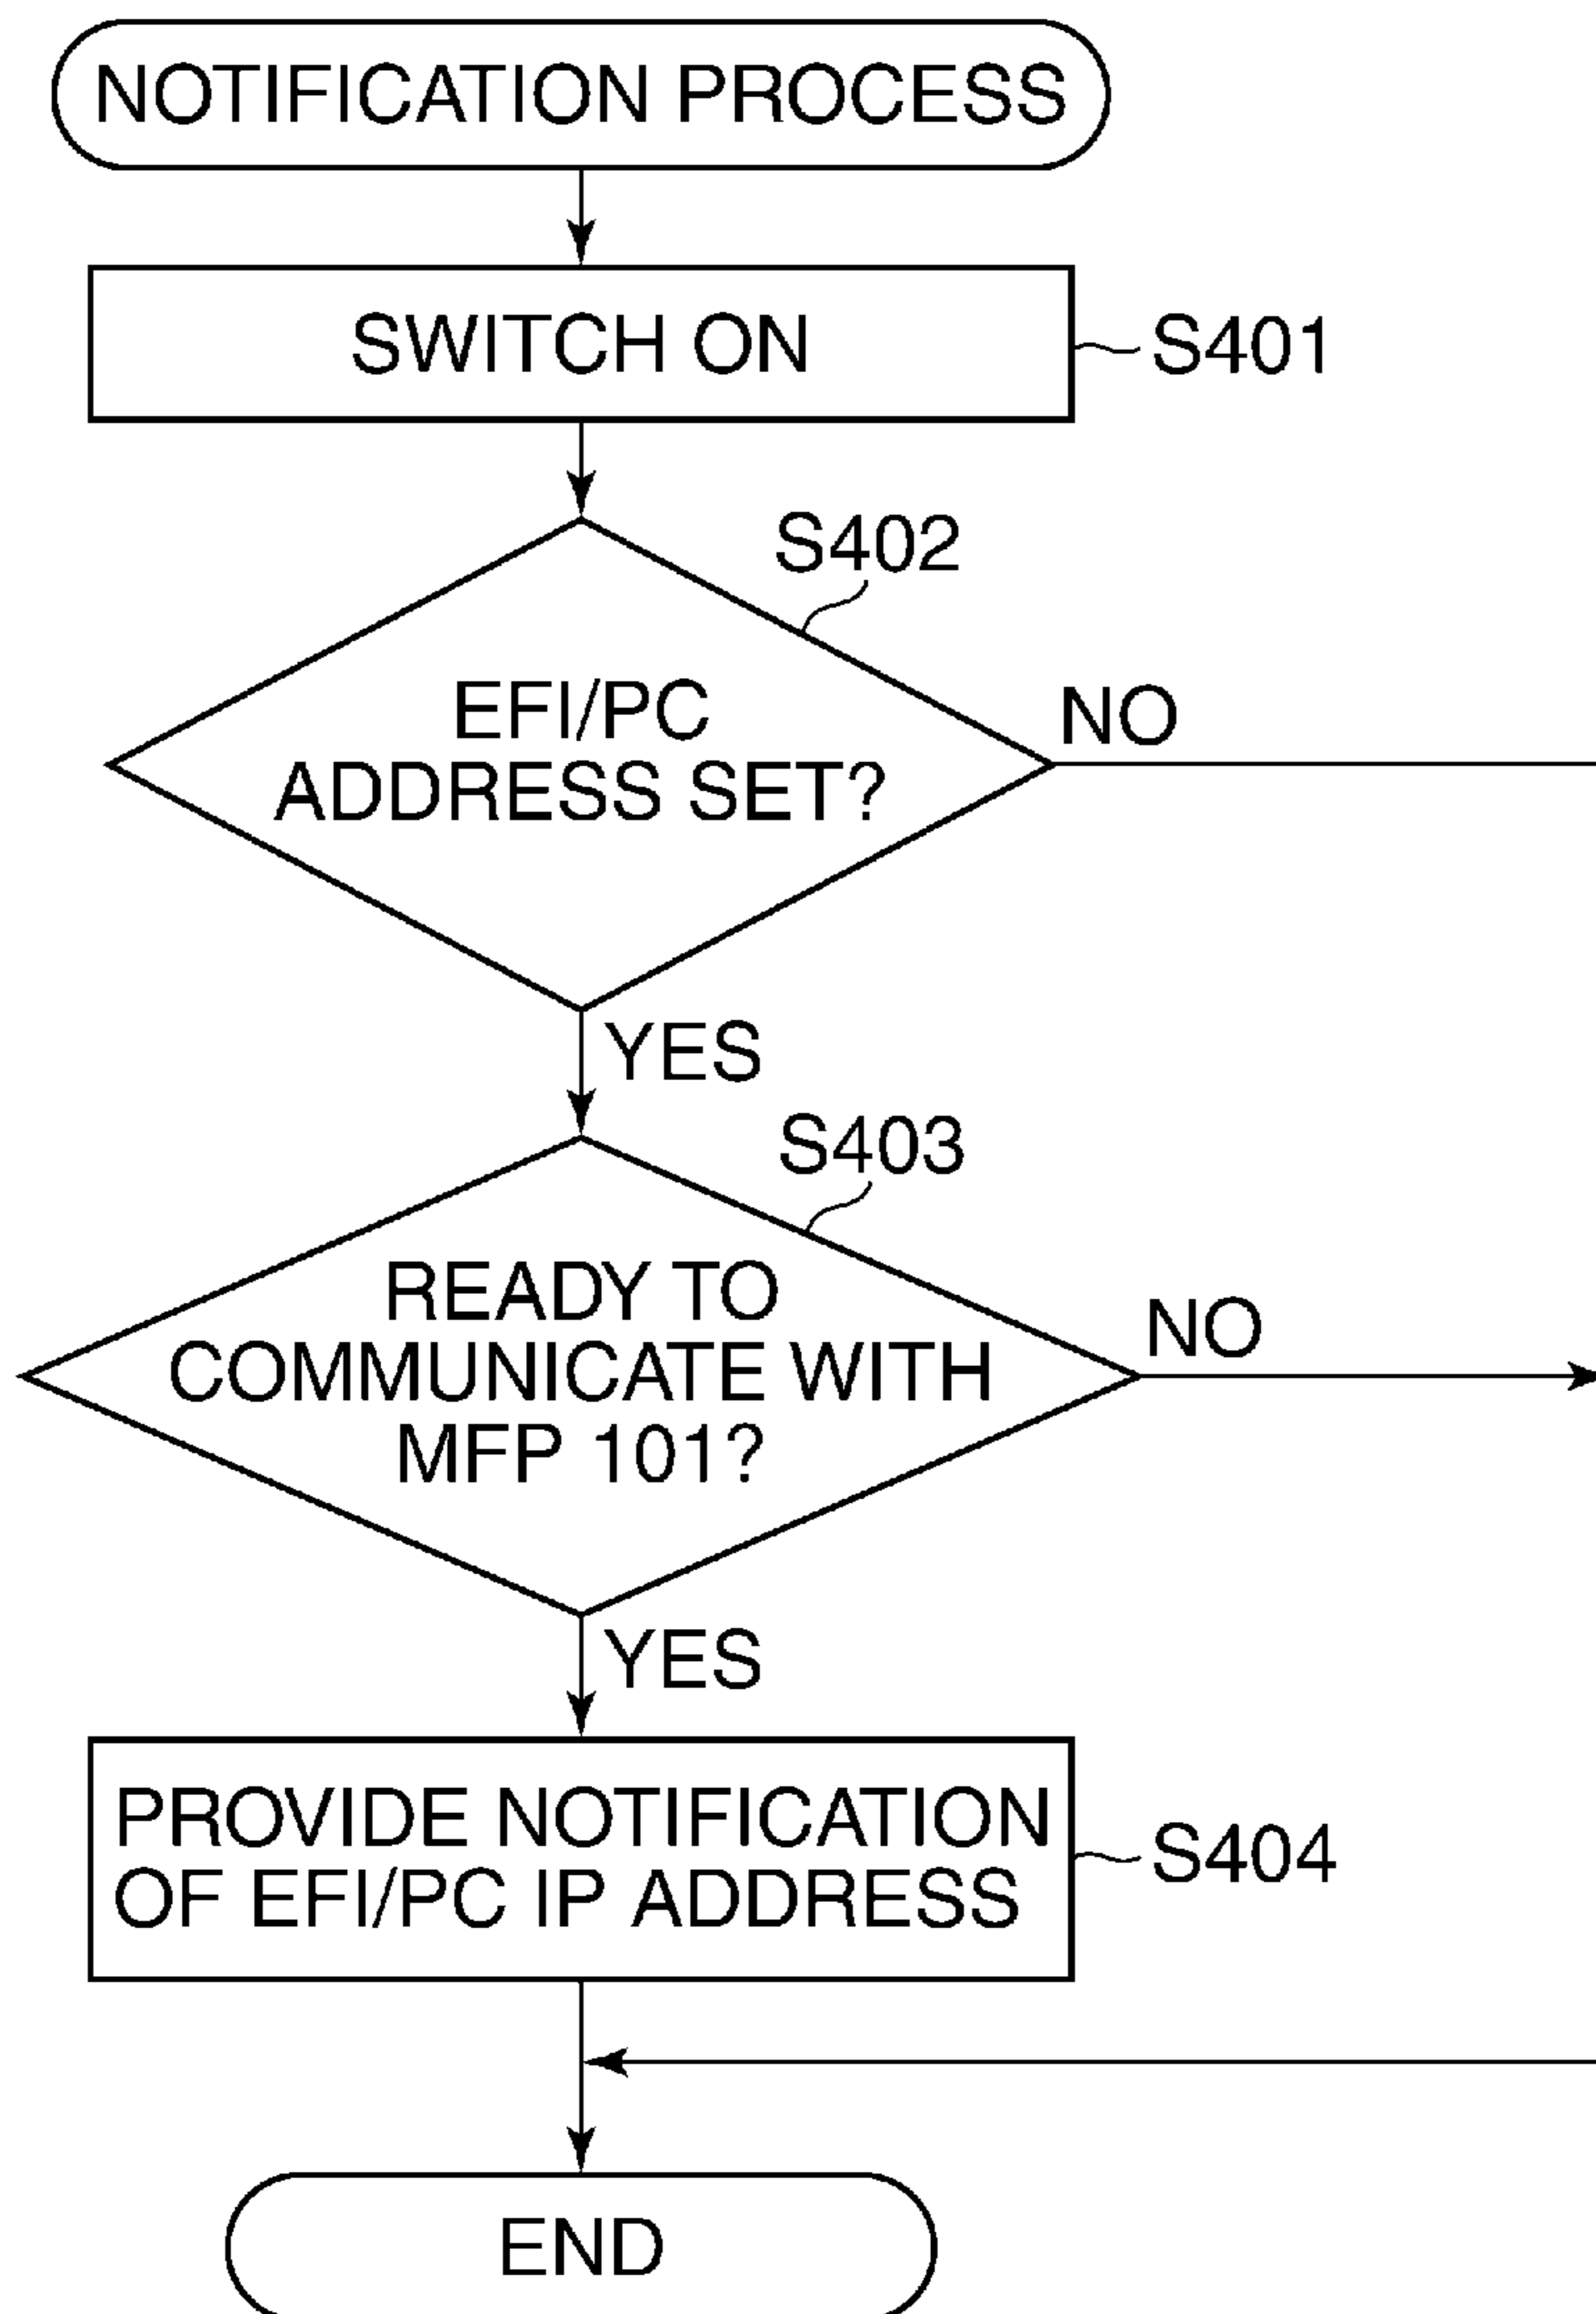 NOTIFICATION PROCESS
SWITCH ON
S401
S402
EFI/PC
ADDRESS SET?
NO
YES
S403
READY TO
COMMUNICATE WITH
MFP 101?
NO
YES
PROVIDE NOTIFICATION
OF EFI/PC IP ADDRESS
S404
END